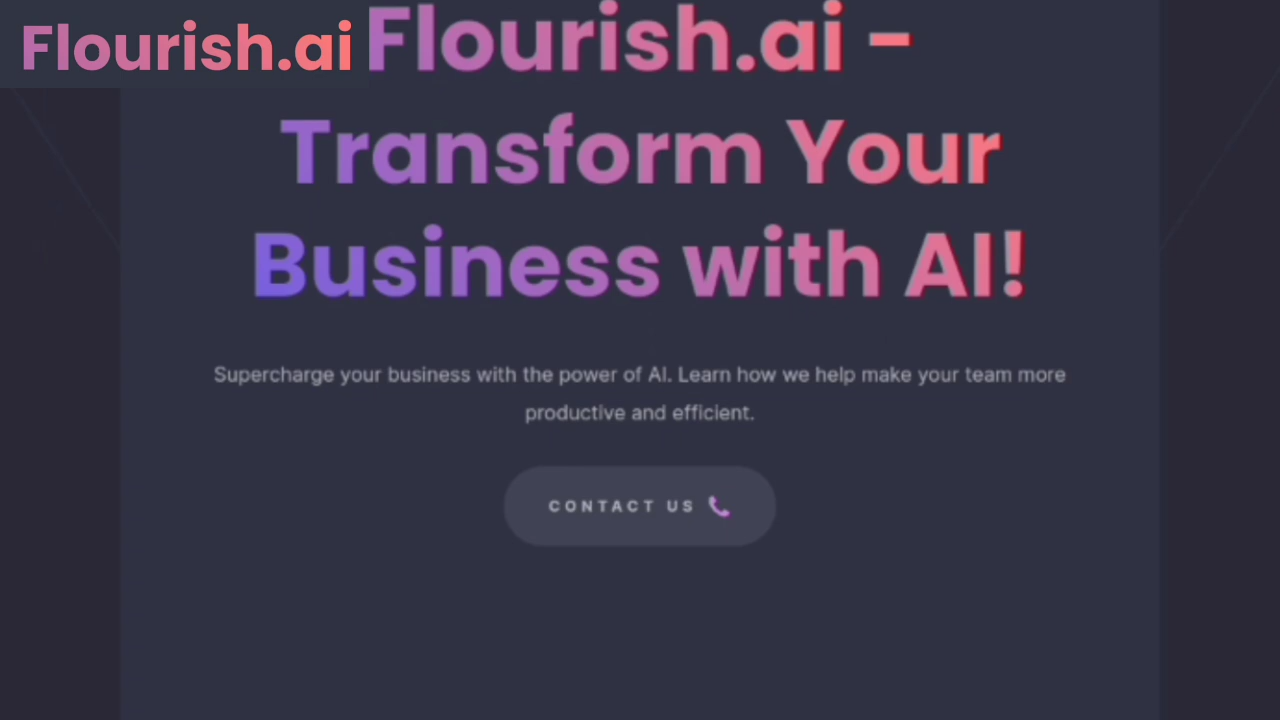 Flourish.ai
Flourish.ai -
Transform Your
Business with AI!
Supercharge your business with the power of AI. Learn how we help make your team more
productive and efficient.
CONTACT US